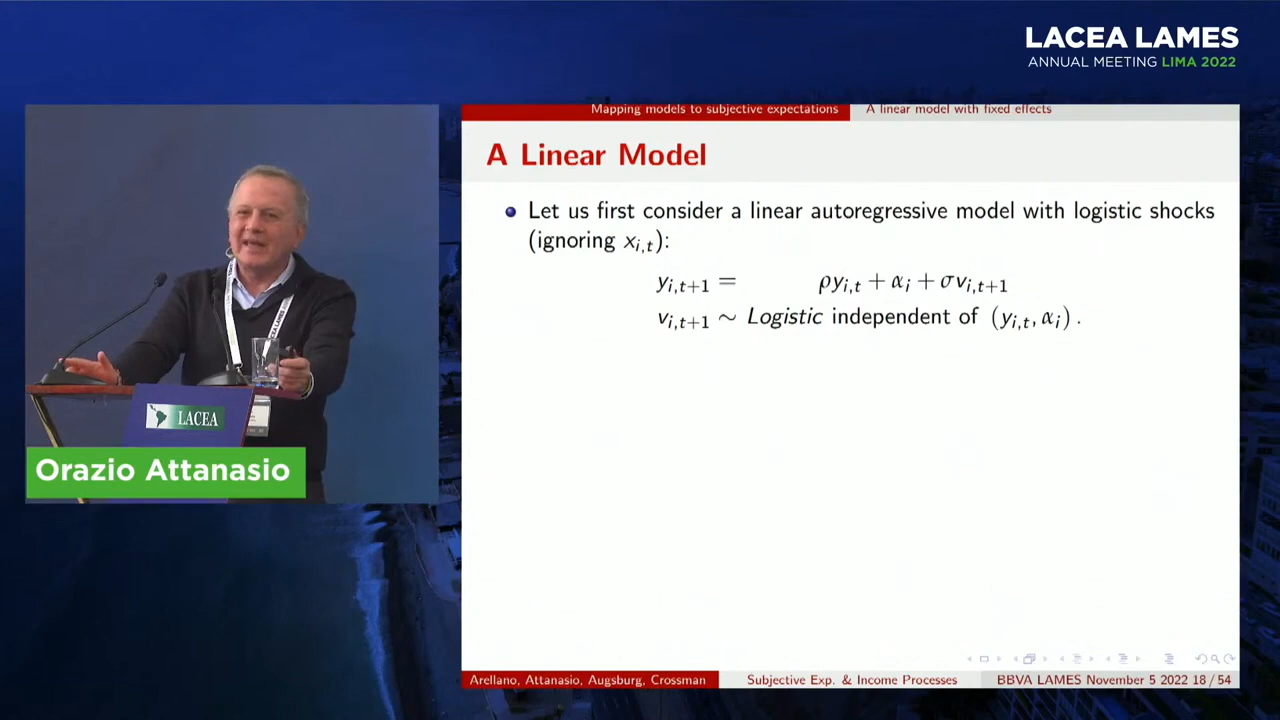 LACEA LAMES
ANNUAL MEETING LIMA 2022
Mapping models to subjective expectations
A linear model with fixed effects
A Linear Model
Let us first consider a linear autoregressive model with logistic shocks
(ignoring x_{i,t}):
y_{i,t+1} = ρy_{i,t} + α_i + σv_{i,t+1}
v_{i,t+1} ∼ Logistic independent of (y_{i,t}, α_i) .
LACEA
Orazio Attanasio
Arellano, Attanasio, Augsburg, Crossman
Subjective Exp. & Income Processes
BBVA LAMES November 5 2022 18 / 54